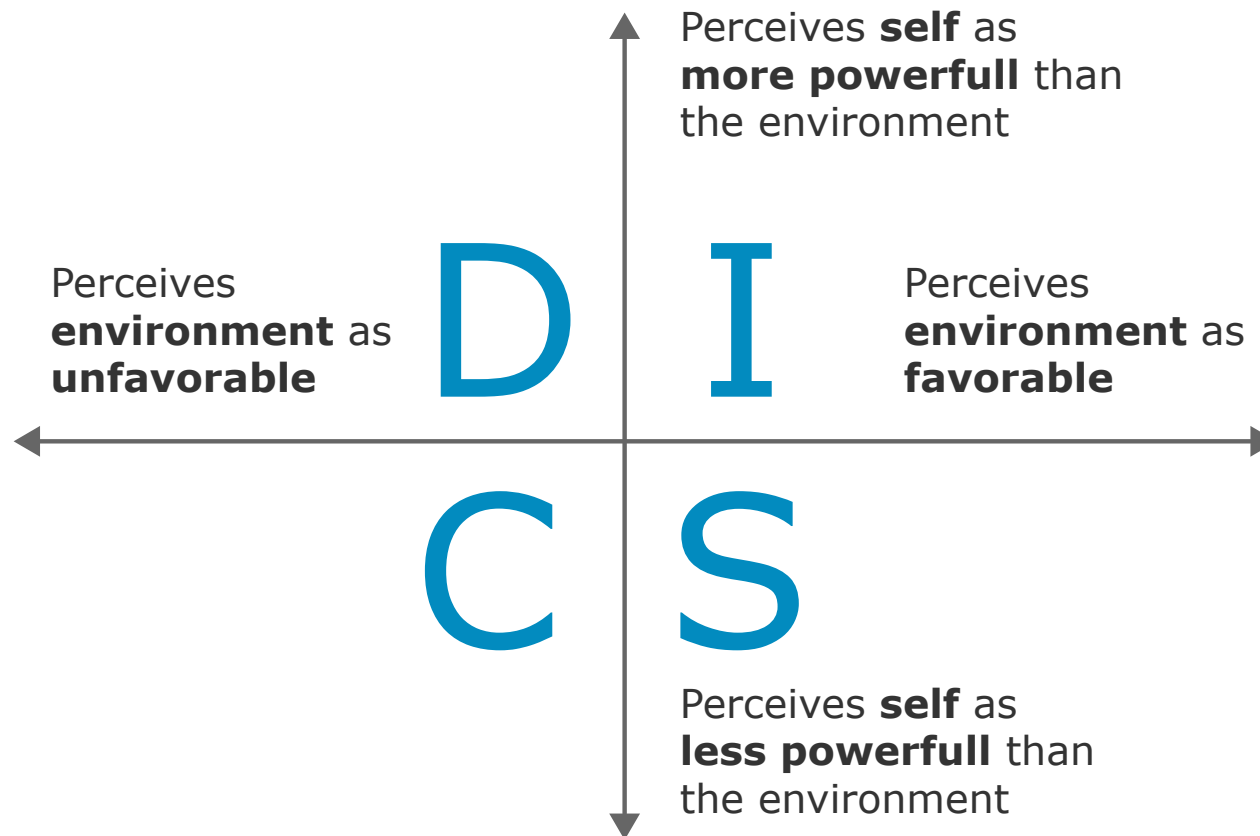 Perceives self as
more powerfull than
the environment
Perceives
environment as
unfavorable
D
I
Perceives
environment as
favorable
C
S
Perceives self as
less powerfull than
the environment